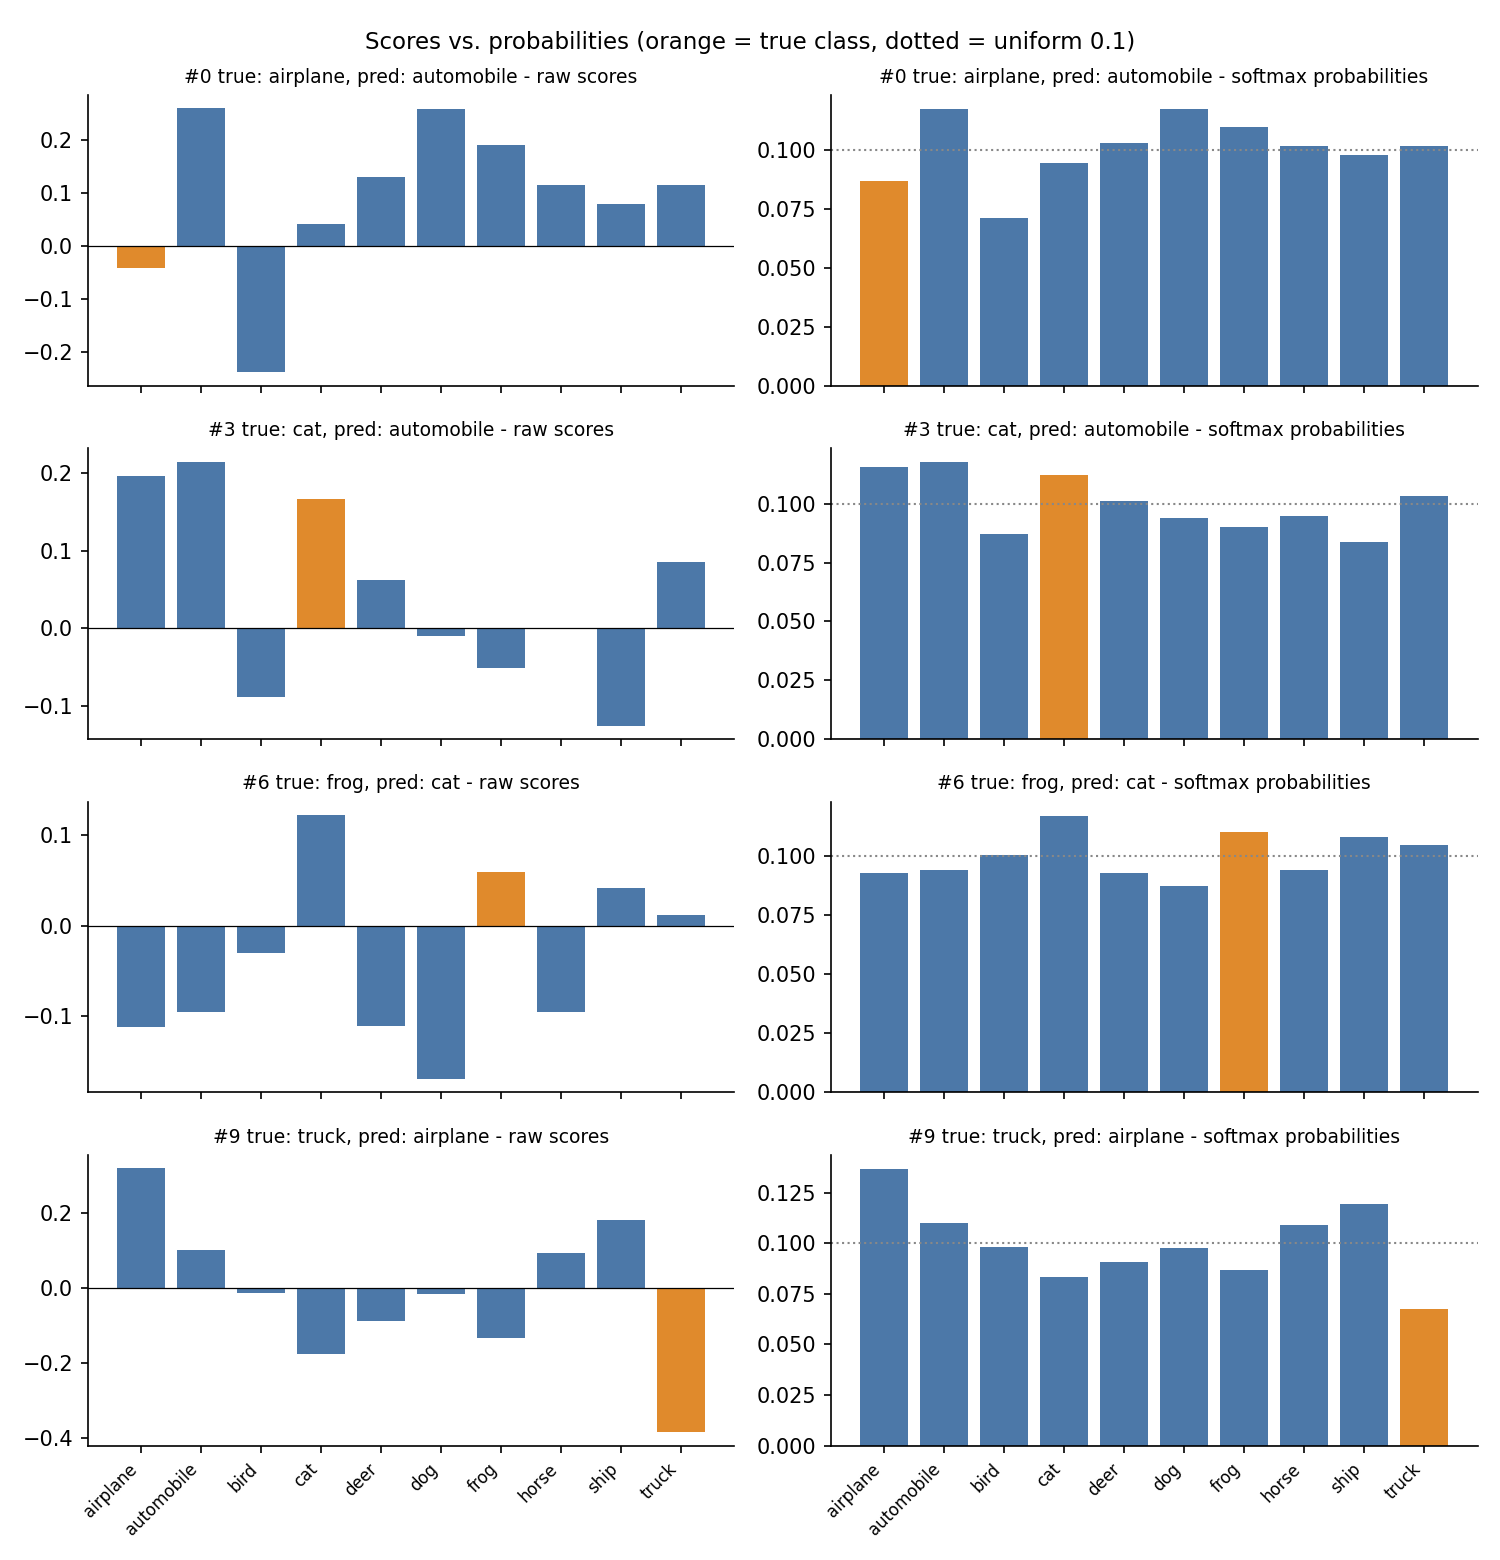 Scores vs. probabilities (orange = true class, dotted = uniform 0.1)
#0 true: airplane, pred: automobile - raw scores
0.2
0.1
0.0
−0.1
−0.2
#0 true: airplane, pred: automobile - softmax probabilities
0.100
0.075
0.050
0.025
0.000
#3 true: cat, pred: automobile - raw scores
0.2
0.1
0.0
−0.1
#3 true: cat, pred: automobile - softmax probabilities
0.100
0.075
0.050
0.025
0.000
#6 true: frog, pred: cat - raw scores
0.1
0.0
−0.1
#6 true: frog, pred: cat - softmax probabilities
0.100
0.075
0.050
0.025
0.000
#9 true: truck, pred: airplane - raw scores
0.2
0.0
−0.2
−0.4
airplane
automobile
bird
cat
deer
dog
frog
horse
ship
truck
#9 true: truck, pred: airplane - softmax probabilities
0.125
0.100
0.075
0.050
0.025
0.000
airplane
automobile
bird
cat
deer
dog
frog
horse
ship
truck